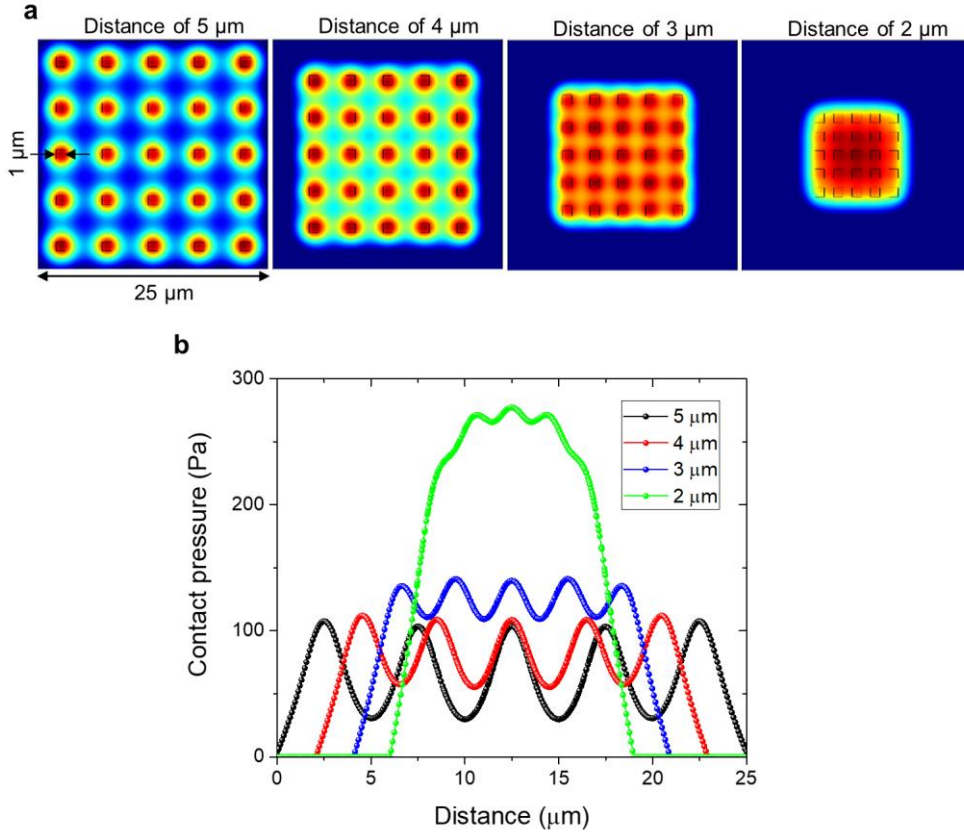 a
Distance of 5 μm
Distance of 4 μm
Distance of 3 μm
Distance of 2 μm
1 μm
25 μm
b
Contact pressure (Pa)
300
200
100
0
5 μm
4 μm
3 μm
2 μm
0
5
10
15
20
25
Distance (μm)